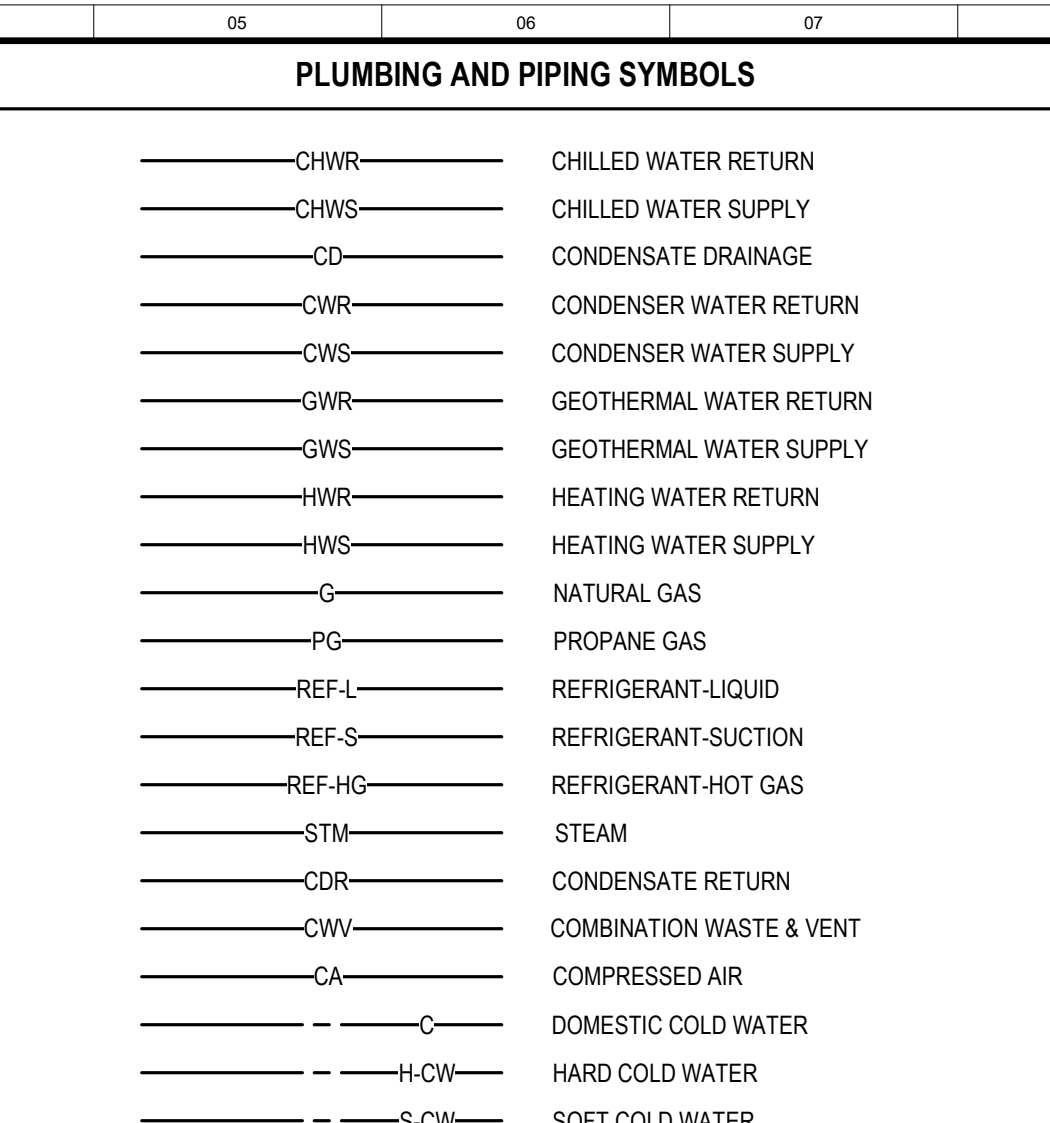 05 06 07
PLUMBING AND PIPING SYMBOLS
CHWR CHILLED WATER RETURN
CHWS CHILLED WATER SUPPLY
CD CONDENSATE DRAINAGE
CWR CONDENSER WATER RETURN
CWS CONDENSER WATER SUPPLY
GWR GEOTHERMAL WATER RETURN
GWS GEOTHERMAL WATER SUPPLY
HWR HEATING WATER RETURN
HWS HEATING WATER SUPPLY
G NATURAL GAS
PG PROPANE GAS
REF-L REFRIGERANT-LIQUID
REF-S REFRIGERANT-SUCTION
REF-HG REFRIGERANT-HOT GAS
STM STEAM
CDR CONDENSATE RETURN
CWV COMBINATION WASTE & VENT
CA COMPRESSED AIR
C DOMESTIC COLD WATER
H-CW HARD COLD WATER
S-CW SOFT COLD WATER